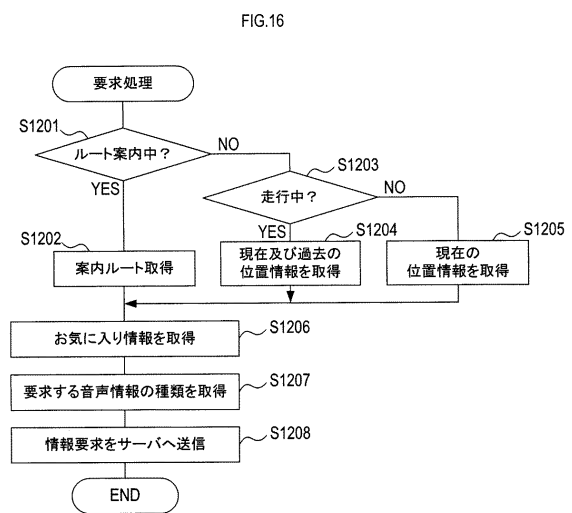 FIG.16
要求処理
S1201
ルート案内中?
NO
YES
S1203
走行中?
NO
YES
S1202
案内ルート取得
S1204
現在及び過去の
位置情報を取得
S1205
現在の
位置情報を取得
お気に入り情報を取得
S1206
要求する音声情報の種類を取得
S1207
情報要求をサーバへ送信
S1208
END